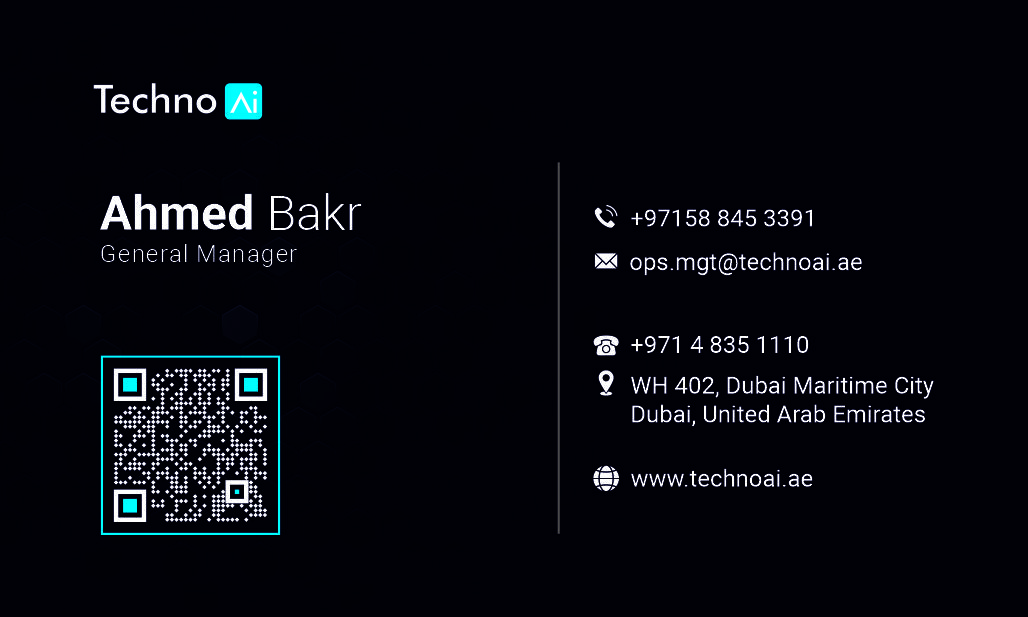 Techno Ai
Ahmed Bakr
General Manager
+97158 845 3391
ops.mgt@technoai.ae
+971 4 835 1110
WH 402, Dubai Maritime City
Dubai, United Arab Emirates
www.technoai.ae